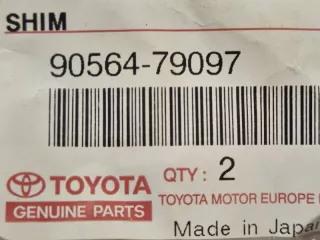 SHIM
90564-79097
TOYOTA
GENUINE PARTS
QTY: 2
TOYOTA MOTOR EUROPE
Made in Japan